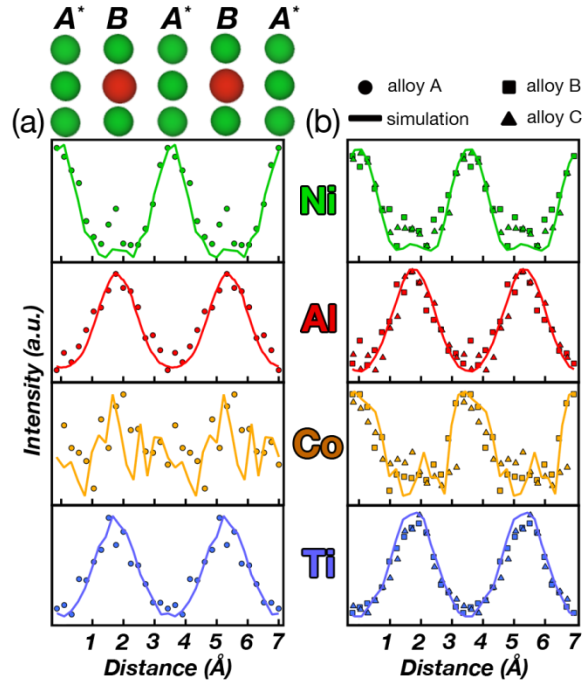 A* B A* B A*
● alloy A ■ alloy B
simulation ▲ alloy C
(a) (b)
Ni
Al
Co
Ti
Intensity (a.u.)
1 2 3 4 5 6 7
1 2 3 4 5 6 7
Distance (Å)
Distance (Å)